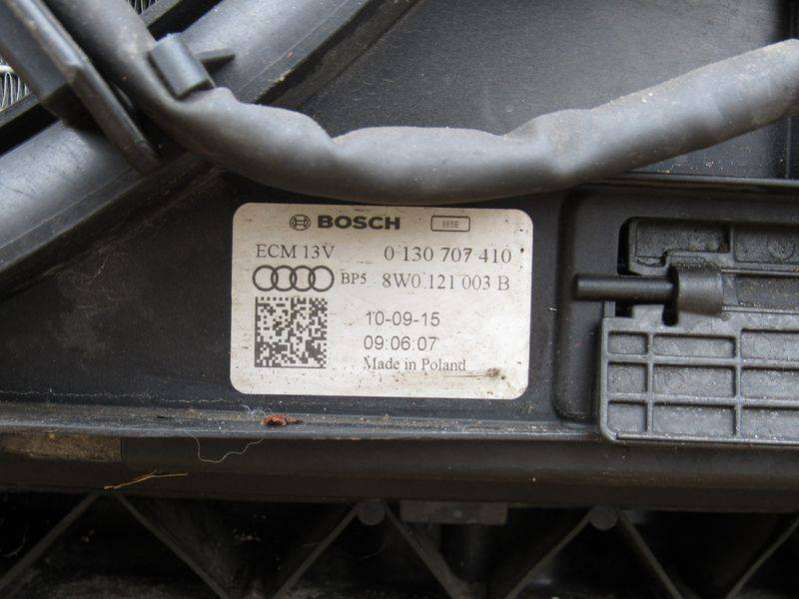 BOSCH
ECM 13V 0 130 707 410
BP5 8W0 121 003 B
10-09-15
09:06:07
Made in Poland